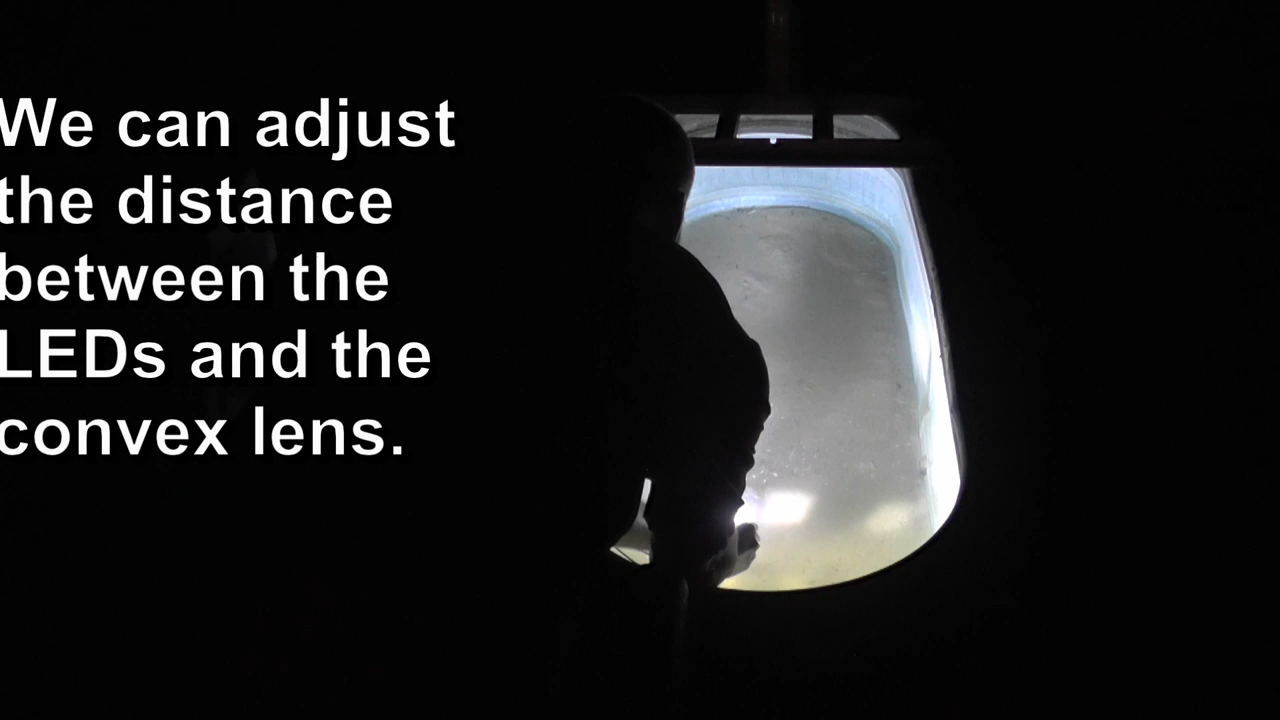 We can adjust
the distance
between the
LEDs and the
convex lens.